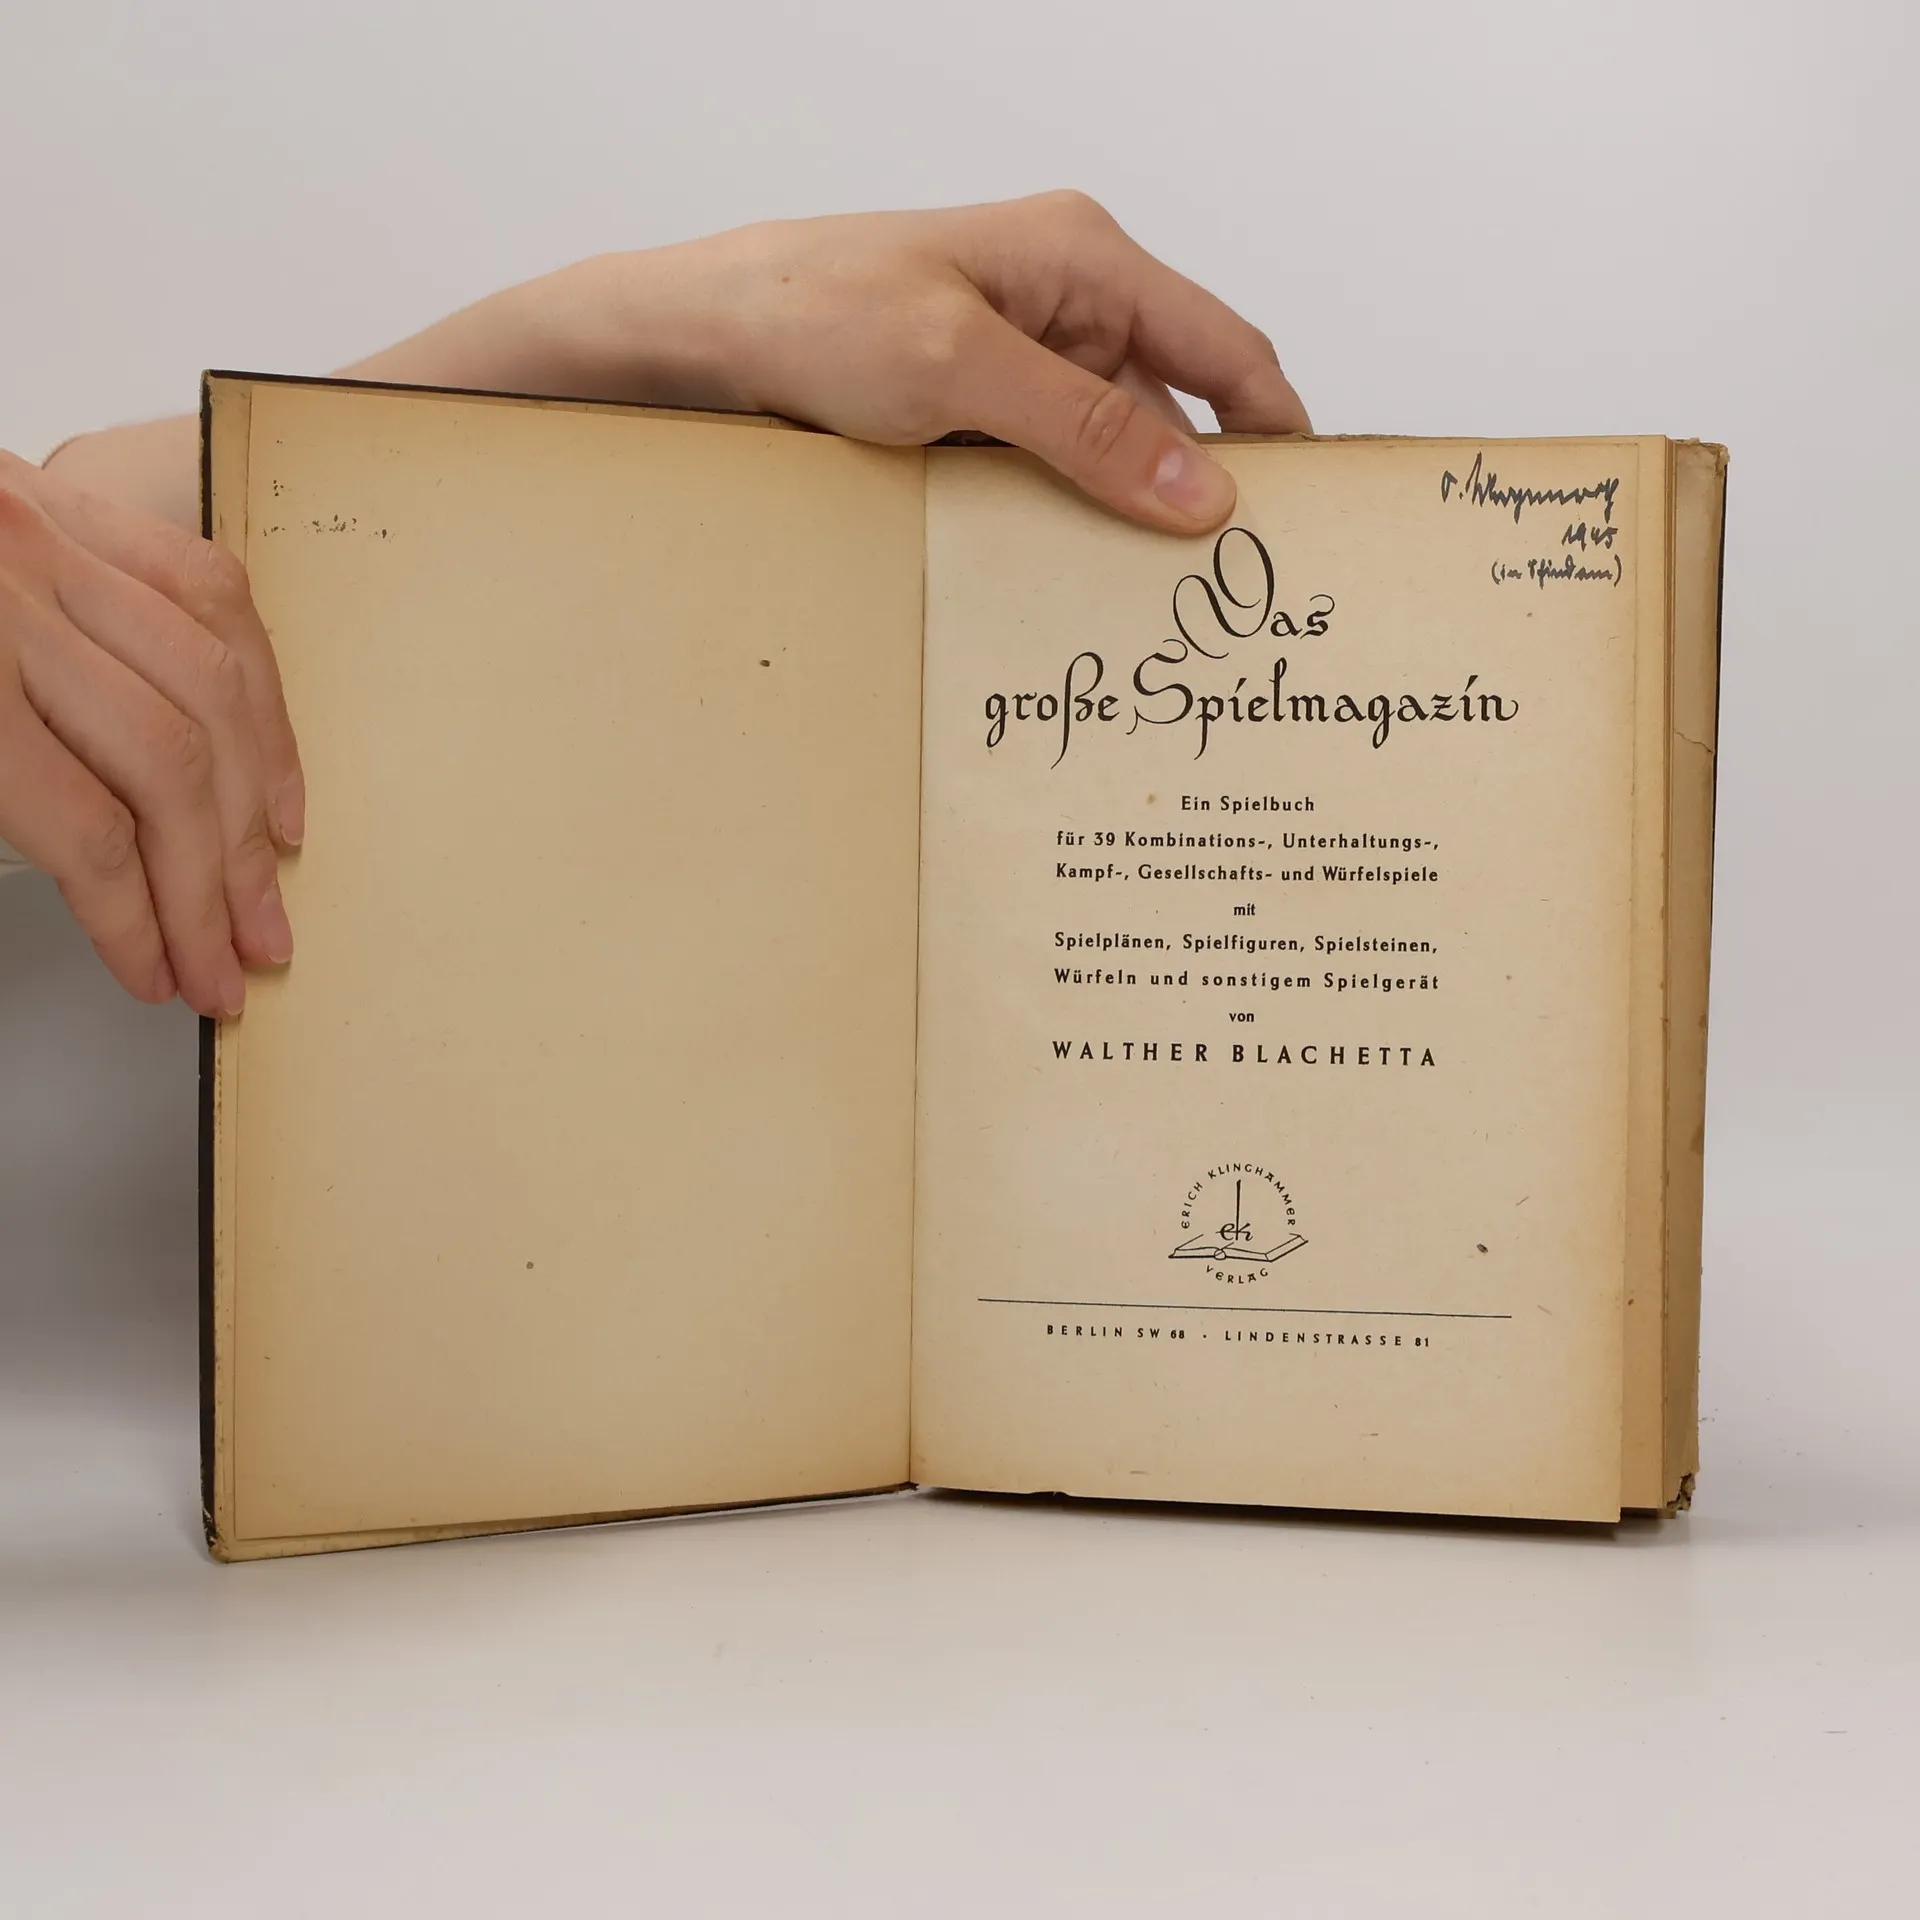 1945
(in
Das
große Spielmagazin
Ein Spielbuch
für 39 Kombinations-, Unterhaltungs-,
Kampf-, Gesellschafts- und Würfelspiele
mit
Spielplänen, Spielfiguren, Spielsteinen,
Würfeln und sonstigem Spielgerät
von
WALTHER BLACHETTA
ERICH KLINGHAMMER
ek
VERLAG
BERLIN SW 68 · LINDENSTRASSE 81